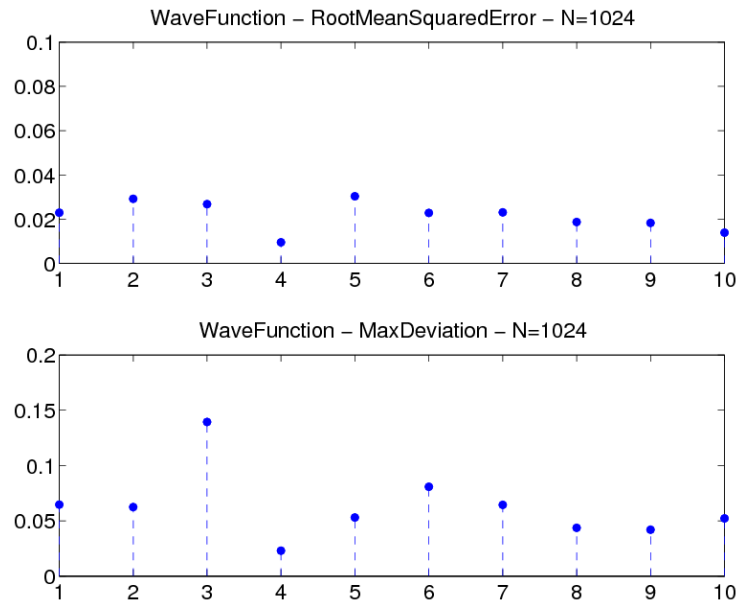 WaveFunction – RootMeanSquaredError – N=1024
0.1
0.08
0.06
0.04
0.02
0
1 2 3 4 5 6 7 8 9 10
WaveFunction – MaxDeviation – N=1024
0.2
0.15
0.1
0.05
0
1 2 3 4 5 6 7 8 9 10